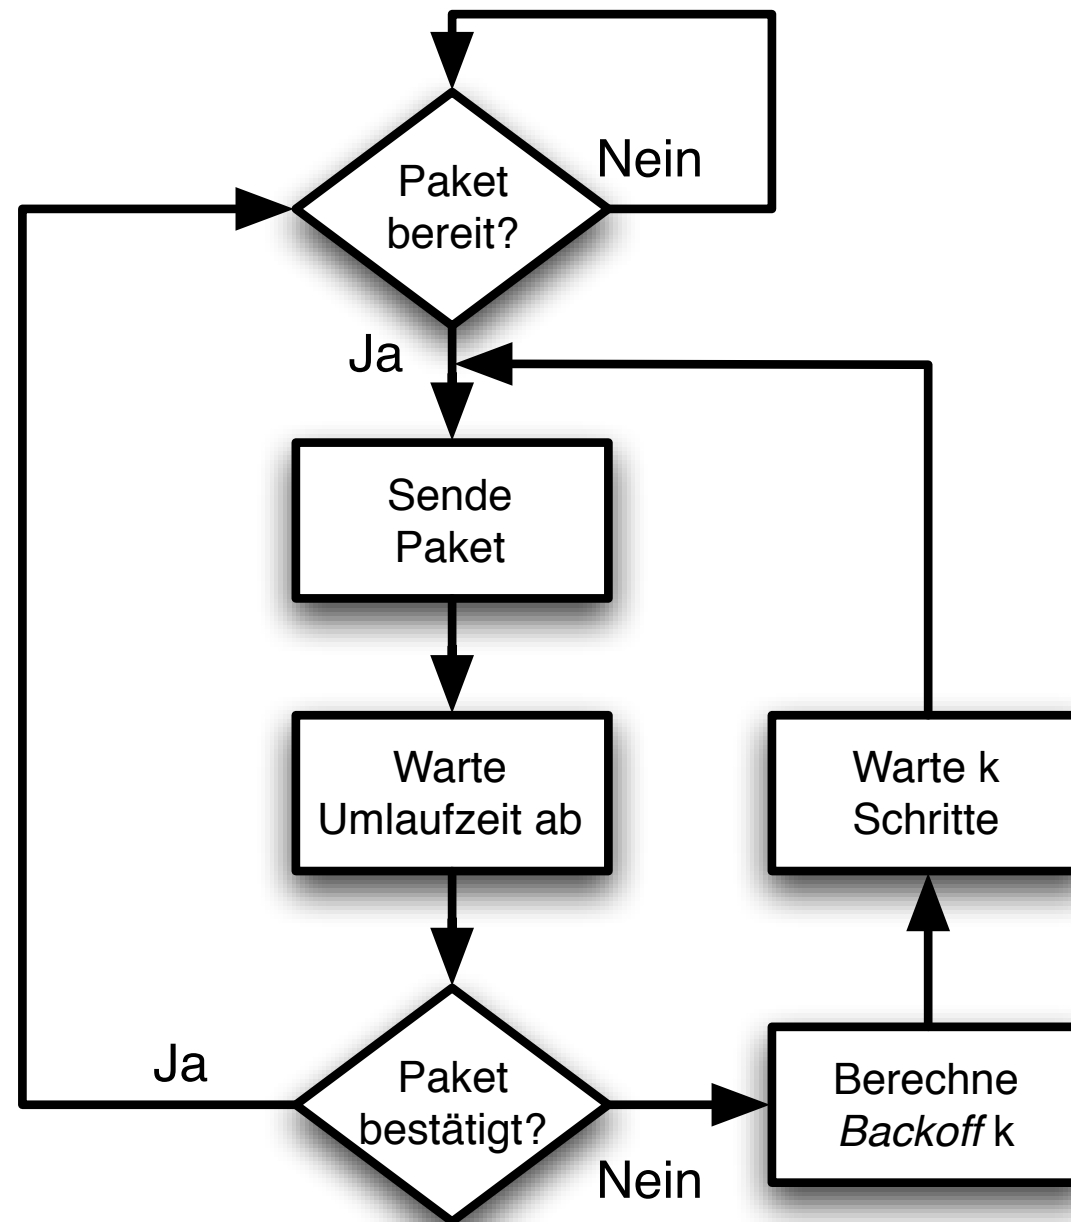 Paket
bereit?
Nein
Ja
Sende
Paket
Warte
Umlaufzeit ab
Warte k
Schritte
Ja
Paket
bestätigt?
Nein
Berechne
Backoff k